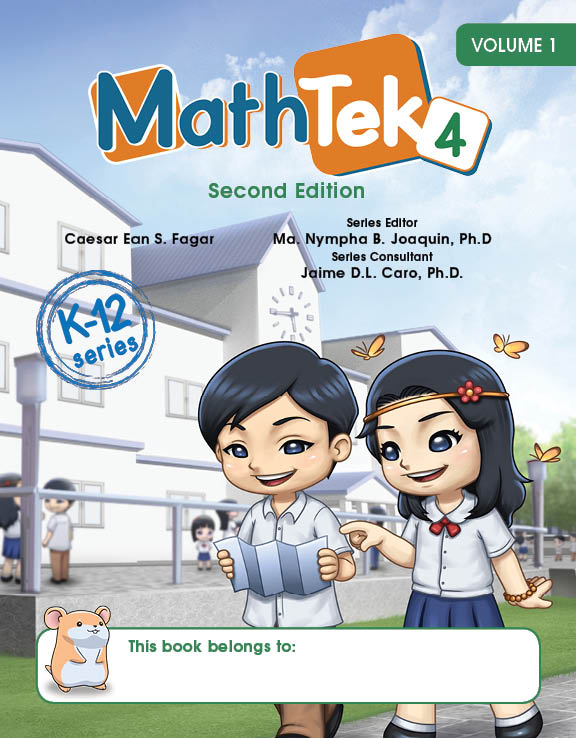 VOLUME 1
MathTek 4
Second Edition
Caesar Ean S. Fagar
Series Editor
Ma. Nympha B. Joaquin, Ph.D
Series Consultant
Jaime D.L. Caro, Ph.D.
K-12
series
This book belongs to: